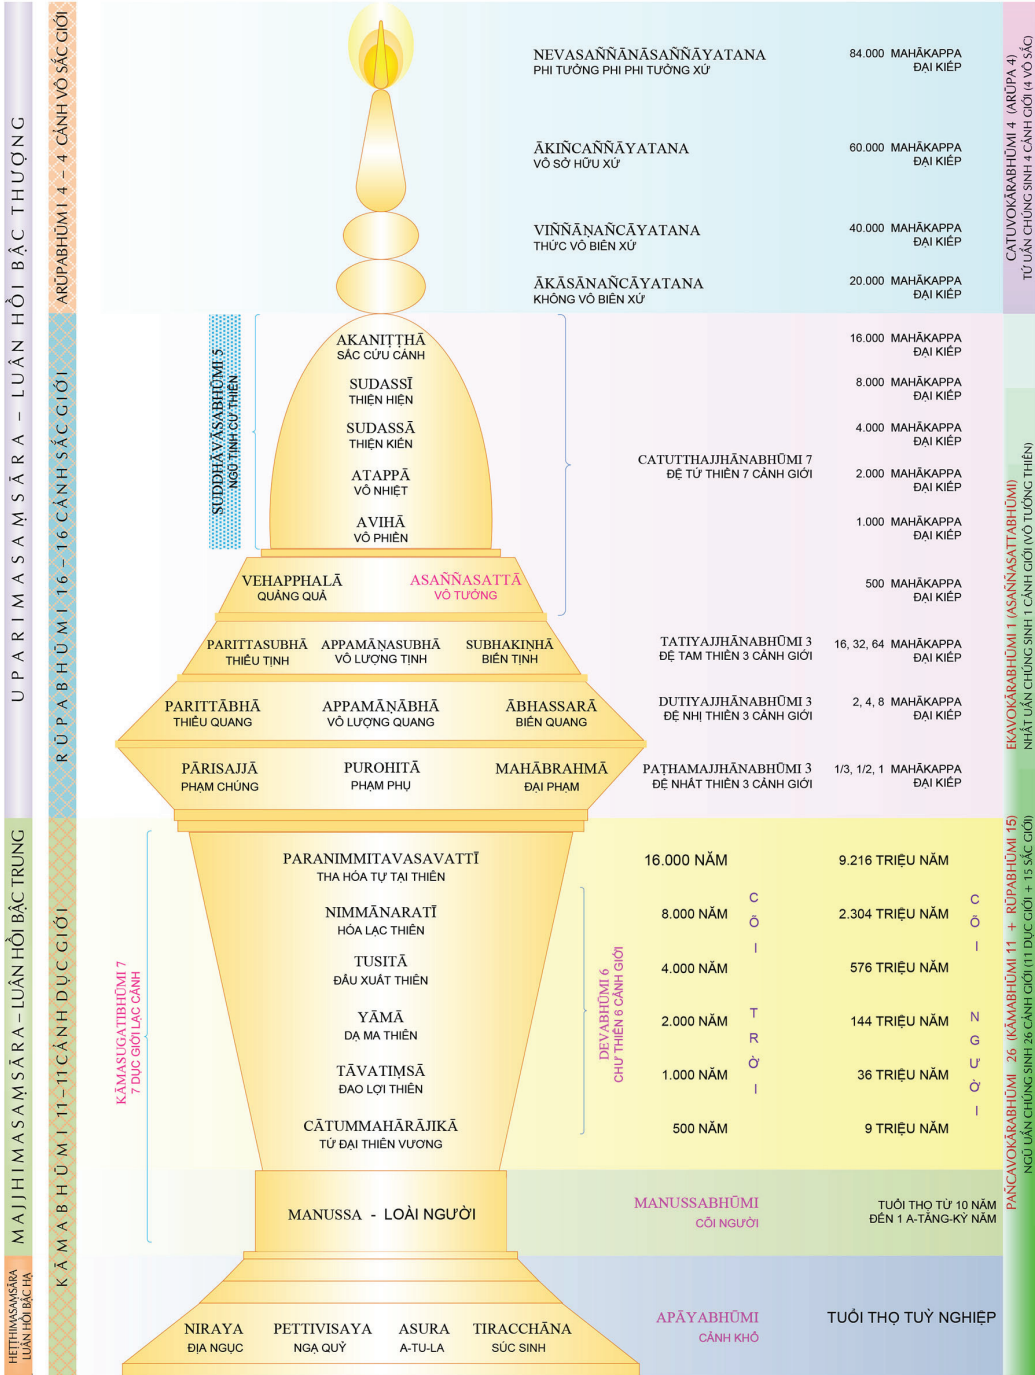 UPARIMASAṂSĀRA – LUÂN HỒI BẬC THƯỢNG
MAJJHIMASAṂSĀRA – LUÂN HỒI BẬC TRUNG
HEṬṬHIMASAṂSĀRA
LUÂN HỒI BẬC HẠ
ARŪPABHŪMI 4 – 4 CẢNH VÔ SẮC GIỚI
RŪPABHŪMI 16 – 16 CẢNH SẮC GIỚI
KĀMABHŪMI 11 – 11 CẢNH DỤC GIỚI
NEVASAÑÑĀNĀSAÑÑĀYATANA
PHI TƯỞNG PHI PHI TƯỞNG XỨ
84.000 MAHĀKAPPA
ĐẠI KIẾP
ĀKIÑCAÑÑĀYATANA
VÔ SỞ HỮU XỨ
60.000 MAHĀKAPPA
ĐẠI KIẾP
VIÑÑĀṆAÑCĀYATANA
THỨC VÔ BIÊN XỨ
40.000 MAHĀKAPPA
ĐẠI KIẾP
ĀKĀSĀNAÑCĀYATANA
KHÔNG VÔ BIÊN XỨ
20.000 MAHĀKAPPA
ĐẠI KIẾP
SUDDHĀVĀSABHŪMI 5
NGŨ TỊNH CƯ THIÊN
AKANIṬṬHĀ
SẮC CỨU CÁNH
16.000 MAHĀKAPPA
ĐẠI KIẾP
SUDASSĪ
THIỆN HIỆN
8.000 MAHĀKAPPA
ĐẠI KIẾP
SUDASSĀ
THIỆN KIẾN
4.000 MAHĀKAPPA
ĐẠI KIẾP
CATUTTHAJJHĀNABHŪMI 7
ĐỆ TỨ THIỀN 7 CẢNH GIỚI
ATAPPĀ
VÔ NHIỆT
2.000 MAHĀKAPPA
ĐẠI KIẾP
AVIHĀ
VÔ PHIỀN
1.000 MAHĀKAPPA
ĐẠI KIẾP
VEHAPPHALĀ
QUẢNG QUẢ
ASAÑÑASATTĀ
VÔ TƯỞNG
500 MAHĀKAPPA
ĐẠI KIẾP
PARITTASUBHĀ
THIỂU TỊNH
APPAMĀṆASUBHĀ
VÔ LƯỢNG TỊNH
SUBHAKIṆHĀ
BIẾN TỊNH
TATIYAJJHĀNABHŪMI 3
ĐỆ TAM THIỀN 3 CẢNH GIỚI
16, 32, 64 MAHĀKAPPA
ĐẠI KIẾP
PARITTĀBHĀ
THIỂU QUANG
APPAMĀṆĀBHĀ
VÔ LƯỢNG QUANG
ĀBHASSARĀ
BIẾN QUANG
DUTIYAJJHĀNABHŪMI 3
ĐỆ NHỊ THIỀN 3 CẢNH GIỚI
2, 4, 8 MAHĀKAPPA
ĐẠI KIẾP
PĀRISAJJĀ
PHẠM CHÚNG
PUROHITĀ
PHẠM PHỤ
MAHĀBRAHMĀ
ĐẠI PHẠM
PAṬHAMAJJHĀNABHŪMI 3
ĐỆ NHẤT THIỀN 3 CẢNH GIỚI
1/3, 1/2, 1 MAHĀKAPPA
ĐẠI KIẾP
KĀMASUGATIBHŪMI 7
7 DỤC GIỚI LẠC CẢNH
DEVABHŪMI 6
CHƯ THIÊN 6 CẢNH GIỚI
PARANIMMITAVASAVATTĪ
THA HÓA TỰ TẠI THIÊN
16.000 NĂM
9.216 TRIỆU NĂM
NIMMĀNARATĪ
HÓA LẠC THIÊN
8.000 NĂM
2.304 TRIỆU NĂM
TUSITĀ
ĐẤU XUẤT THIÊN
4.000 NĂM
576 TRIỆU NĂM
YĀMĀ
DẠ MA THIÊN
2.000 NĂM
144 TRIỆU NĂM
TĀVATIṂSĀ
ĐAO LỢI THIÊN
1.000 NĂM
36 TRIỆU NĂM
CĀTUMMAHĀRĀJIKĀ
TỨ ĐẠI THIÊN VƯƠNG
500 NĂM
9 TRIỆU NĂM
CÕI TRỜI
CÕI NGƯỜI
MANUSSA - LOÀI NGƯỜI
MANUSSABHŪMI
CÕI NGƯỜI
TUỔI THỌ TỪ 10 NĂM
ĐẾN 1 A-TĂNG-KỲ NĂM
NIRAYA
ĐỊA NGỤC
PETTIVISAYA
NGẠ QUỶ
ASURA
A-TU-LA
TIRACCHĀNA
SÚC SINH
APĀYABHŪMI
CẢNH KHỔ
TUỔI THỌ TUỲ NGHIỆP
CATUVOKĀRABHŪMI 4 (ARŪPA 4)
TỨ UẨN CHÚNG SINH 4 CẢNH GIỚI (4 VÔ SẮC)
EKAVOKĀRABHŪMI 1 (ASAÑÑASATTABHŪMI)
NHẤT UẨN CHÚNG SINH 1 CẢNH GIỚI (VÔ TƯỞNG THIÊN)
PAÑCAVOKĀRABHŪMI 26 (KĀMABHŪMI 11 + RŪPABHŪMI 15)
NGŨ UẨN CHÚNG SINH 26 CẢNH GIỚI (11 DỤC GIỚI + 15 SẮC GIỚI)